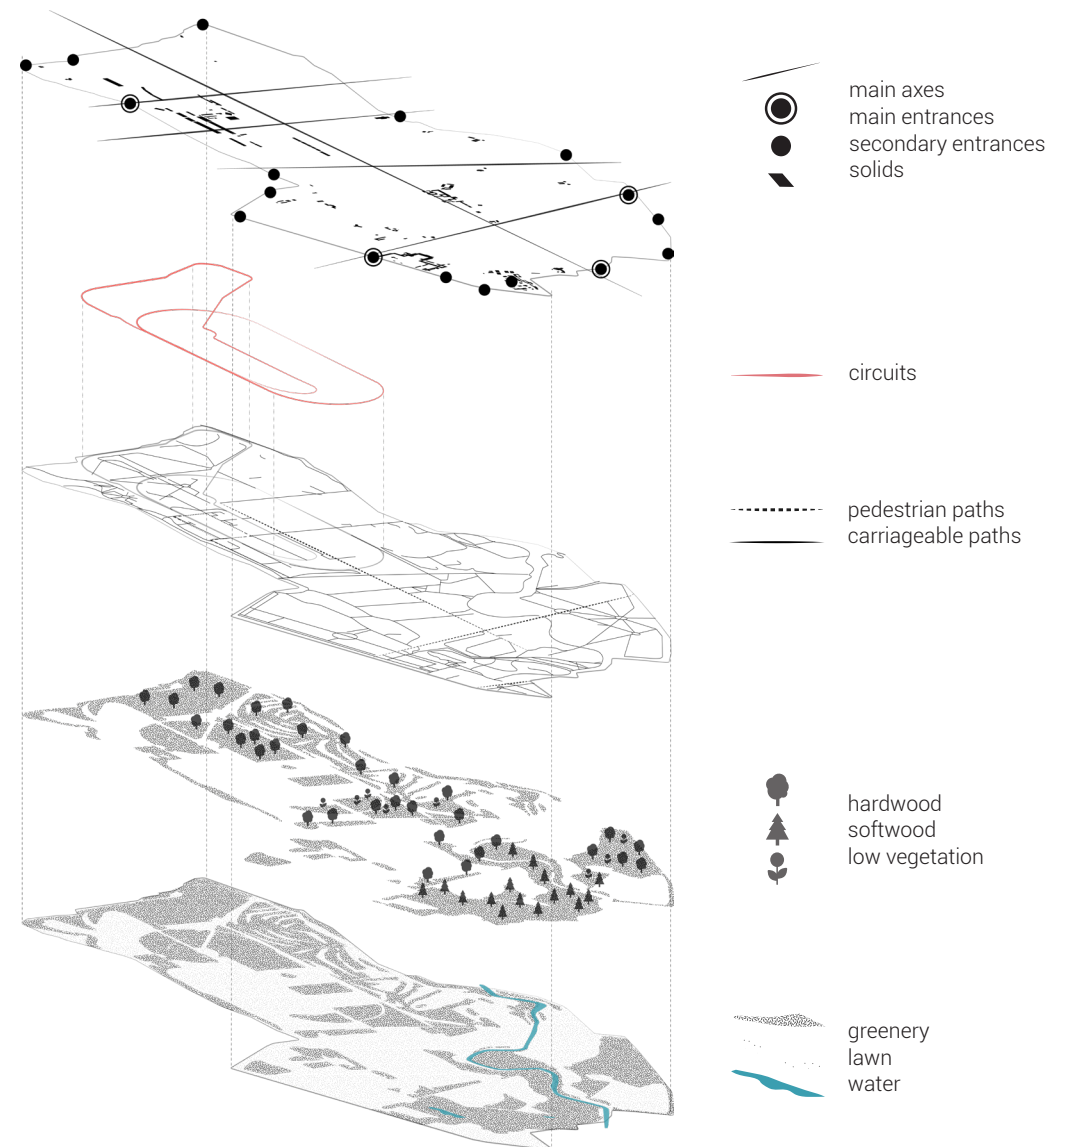 main axes
main entrances
secondary entrances
solids
circuits
pedestrian paths
carriageable paths
hardwood
softwood
low vegetation
greenery
lawn
water